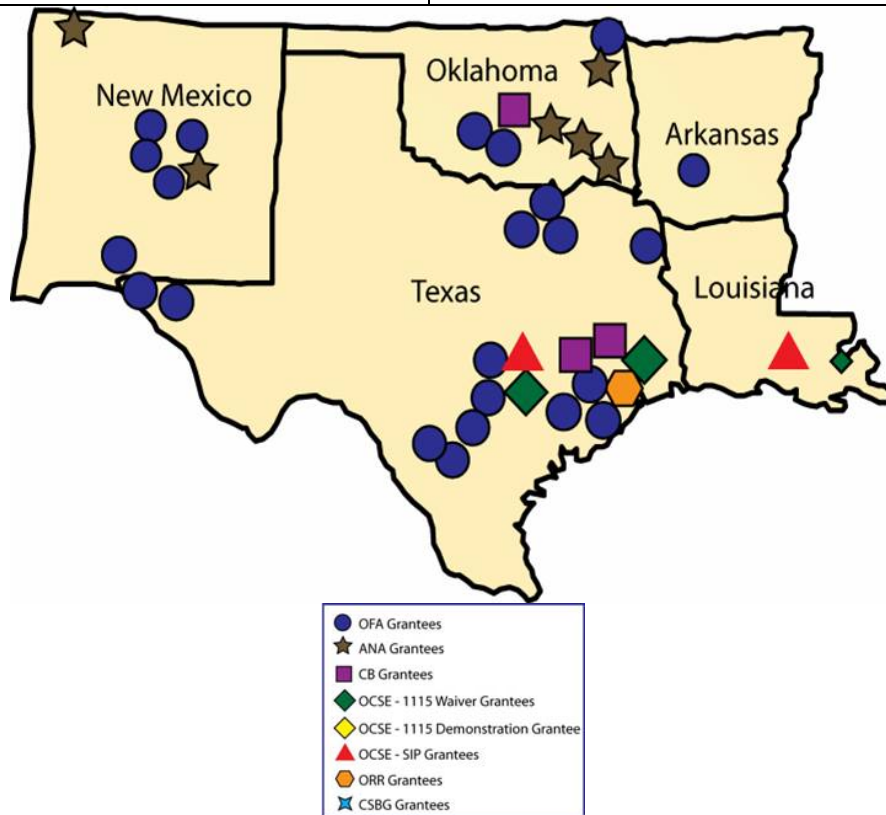 Oklahoma
New Mexico
Arkansas
Texas
Louisiana
OFA Grantees
ANA Grantees
CB Grantees
OCSE - 1115 Waiver Grantees
OCSE - 1115 Demonstration Grantee
OCSE - SIP Grantees
ORR Grantees
CSBG Grantees